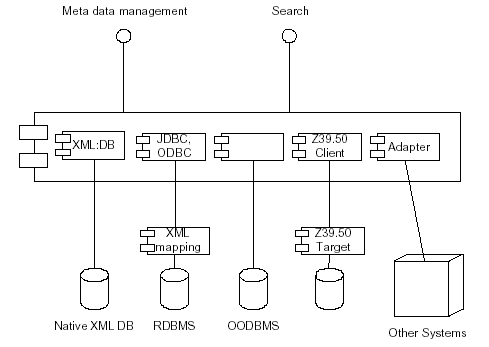 Meta data management
Search
XML:DB
JDBC,
ODBC
Z39.50
Client
Adapter
XML
mapping
Z39.50
Target
Native XML DB
RDBMS
OODBMS
Other Systems